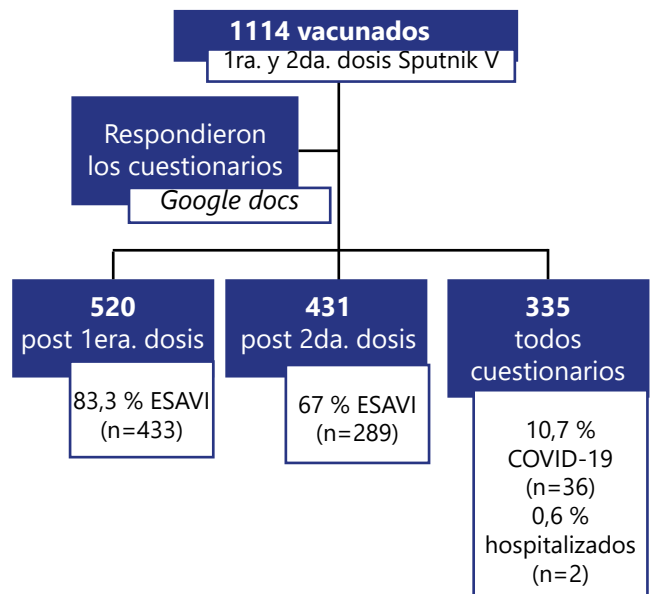 1114 vacunados
1ra. y 2da. dosis Sputnik V
Respondieron
los cuestionarios
Google docs
520
post 1era. dosis
83,3 % ESAVI
(n=433)
431
post 2da. dosis
67 % ESAVI
(n=289)
335
todos
cuestionarios
10,7 %
COVID-19
(n=36)
0,6 %
hospitalizados
(n=2)